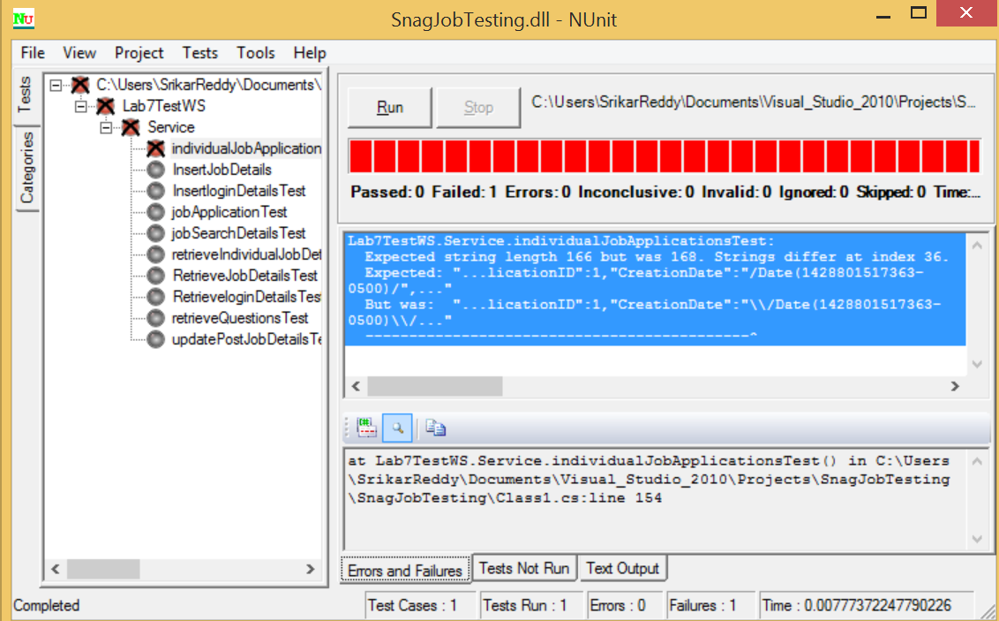 NU
SnagJobTesting.dll - NUnit
File View Project Tests Tools Help
Tests
Categories
C:\Users\SrikarReddy\Documents\
Lab7TestWS
Service
individualJobApplication
InsertJobDetails
InsertloginDetailsTest
jobApplicationTest
jobSearchDetailsTest
retrieveIndividualJobDet
RetrieveJobDetailsTest
RetrieveloginDetailsTes
retrieveQuestionsTest
updatePostJobDetailsTe
Run
Stop
C:\Users\SrikarReddy\Documents\Visual_Studio_2010\Projects\S...
Passed: 0 Failed: 1 Errors: 0 Inconclusive: 0 Invalid: 0 Ignored: 0 Skipped: 0 Time:...
Lab7TestWS.Service.individualJobApplicationsTest:
Expected string length 166 but was 168. Strings differ at index 36.
Expected: "...licationID":1,"CreationDate":"/Date(1428801517363-
0500)/",..."
But was: "...licationID":1,"CreationDate":"\\/Date(1428801517363-
0500)\\/..."
--------------------------------------------^
C#
at Lab7TestWS.Service.individualJobApplicationsTest() in C:\Users
\SrikarReddy\Documents\Visual_Studio_2010\Projects\SnagJobTesting
\SnagJobTesting\Class1.cs:line 154
Errors and Failures
Tests Not Run
Text Output
Completed
Test Cases : 1
Tests Run : 1
Errors : 0
Failures : 1
Time : 0.00777372247790226